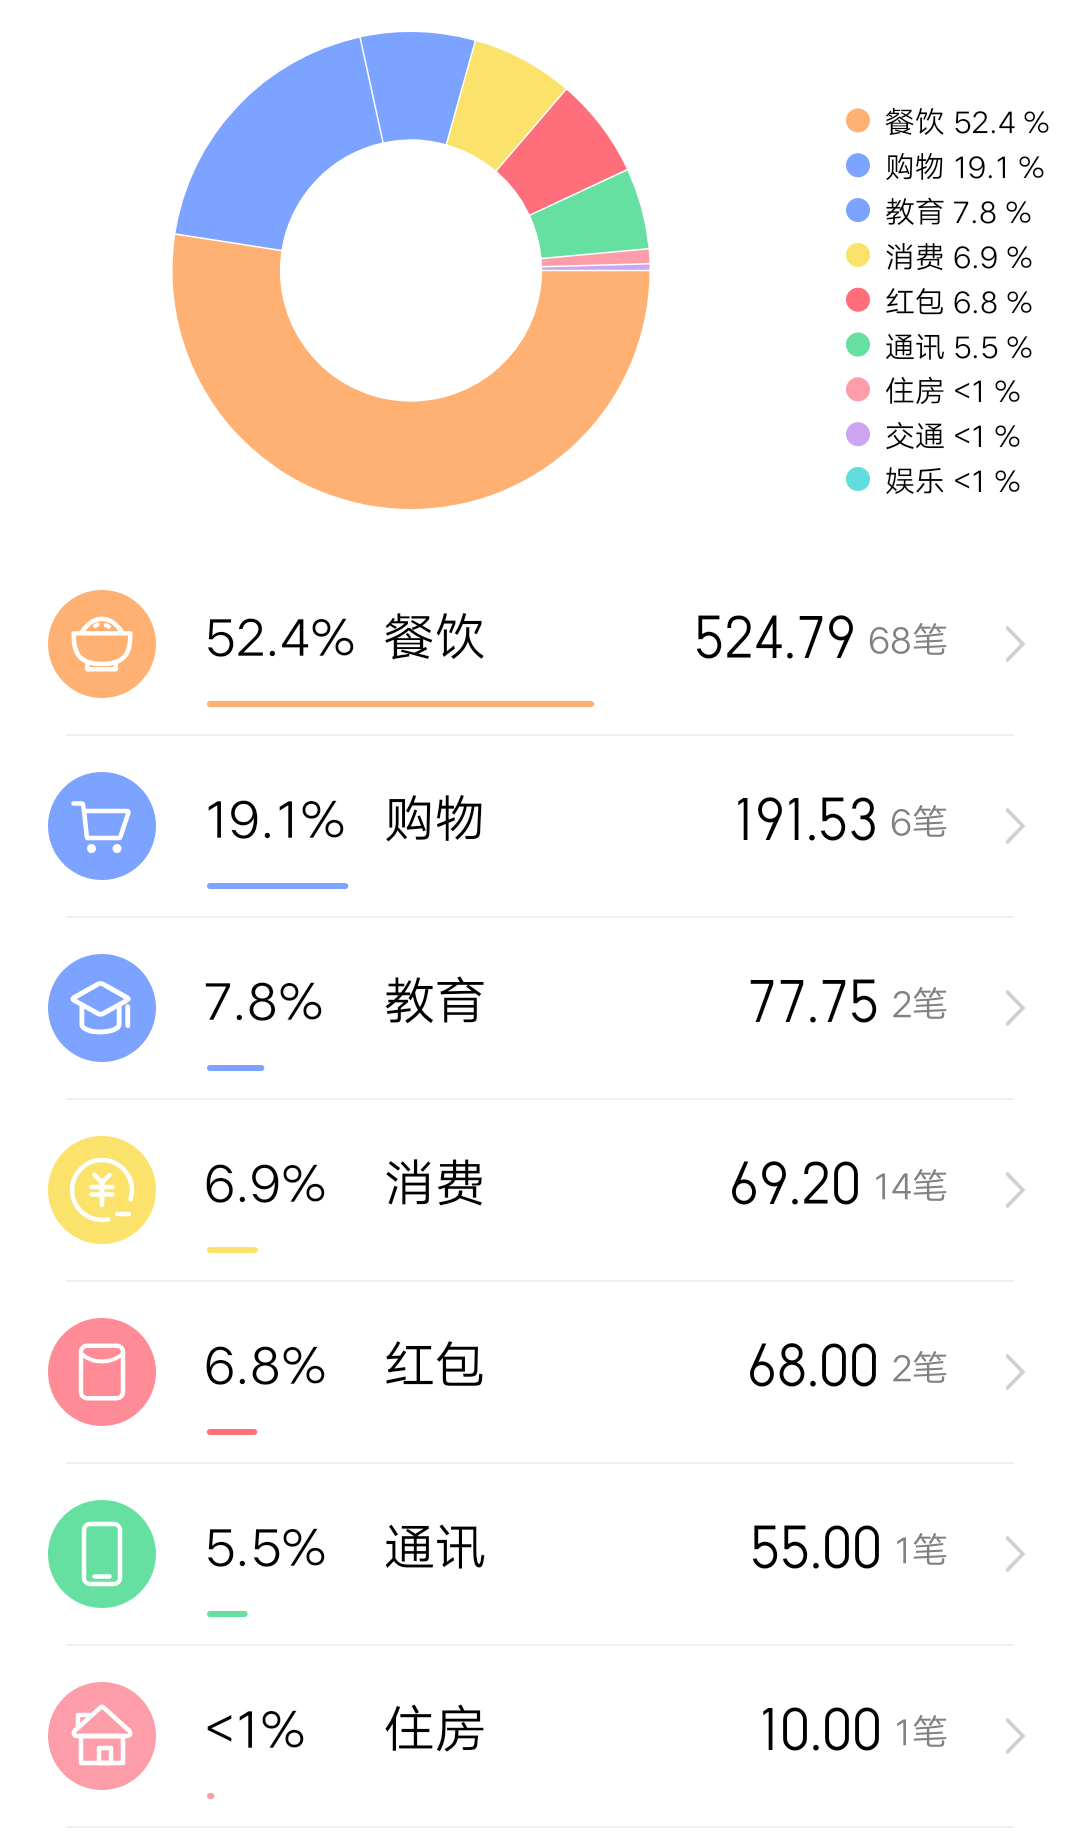 餐饮 52.4 %
购物 19.1 %
教育 7.8 %
消费 6.9 %
红包 6.8 %
通讯 5.5 %
住房 <1 %
交通 <1 %
娱乐 <1 %
52.4% 餐饮 524.79 68笔
19.1% 购物 191.53 6笔
7.8% 教育 77.75 2笔
6.9% 消费 69.20 14笔
6.8% 红包 68.00 2笔
5.5% 通讯 55.00 1笔
<1% 住房 10.00 1笔